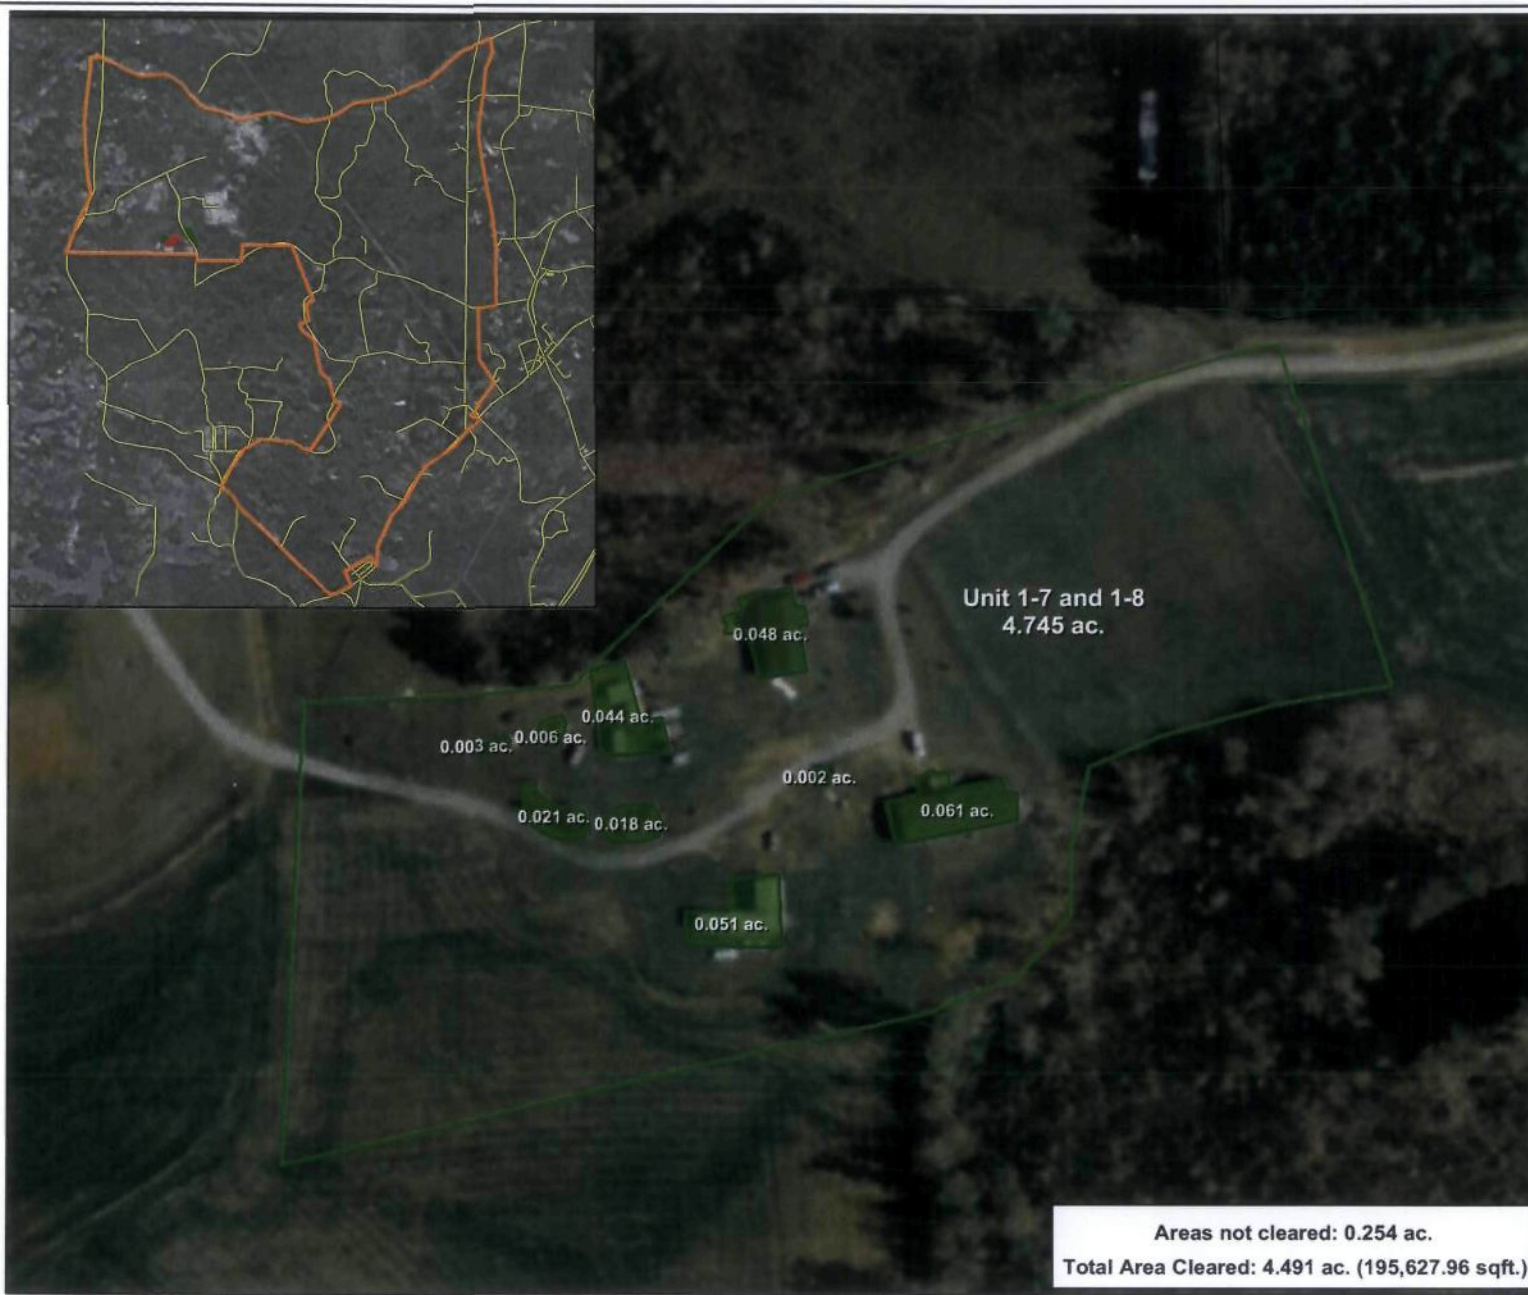 Unit 1-7 and 1-8
4.745 ac.
0.048 ac.
0.044 ac.
0.006 ac.
0.003 ac.
0.002 ac.
0.061 ac.
0.021 ac.
0.018 ac.
0.051 ac.
Areas not cleared: 0.254 ac.
Total Area Cleared: 4.491 ac. (195,627.96 sqft.)